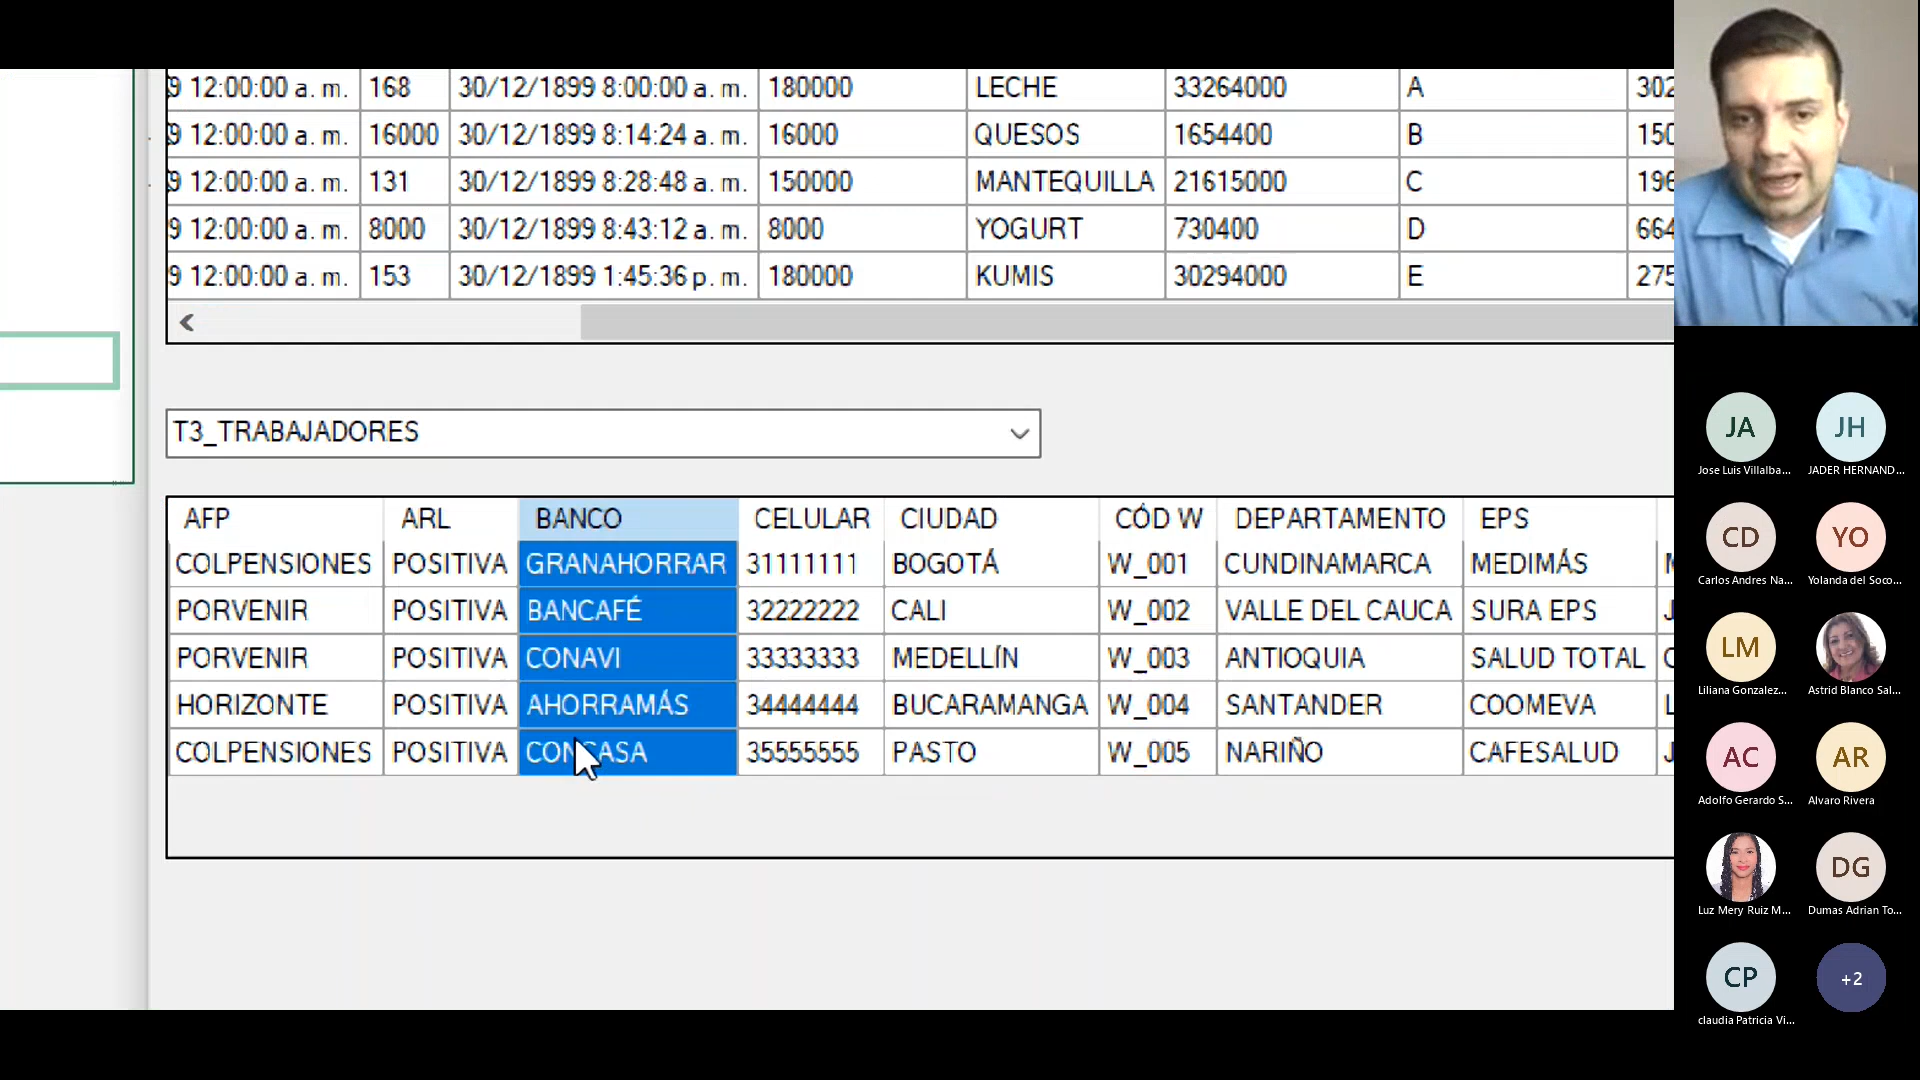 9 12:00:00 a. m. 168 30/12/1899 8:00:00 a. m. 180000 LECHE 33264000 A 302
9 12:00:00 a. m. 16000 30/12/1899 8:14:24 a. m. 16000 QUESOS 1654400 B 150
9 12:00:00 a. m. 131 30/12/1899 8:28:48 a. m. 150000 MANTEQUILLA 21615000 C 196
9 12:00:00 a. m. 8000 30/12/1899 8:43:12 a. m. 8000 YOGURT 730400 D 664
9 12:00:00 a. m. 153 30/12/1899 1:45:36 p. m. 180000 KUMIS 30294000 E 275
T3_TRABAJADORES
AFP ARL BANCO CELULAR CIUDAD CÓD W DEPARTAMENTO EPS
COLPENSIONES POSITIVA GRANAHORRAR 31111111 BOGOTÁ W_001 CUNDINAMARCA MEDIMÁS
PORVENIR POSITIVA BANCAFÉ 32222222 CALI W_002 VALLE DEL CAUCA SURA EPS
PORVENIR POSITIVA CONAVI 33333333 MEDELLÍN W_003 ANTIOQUIA SALUD TOTAL
HORIZONTE POSITIVA AHORRAMÁS 34444444 BUCARAMANGA W_004 SANTANDER COOMEVA
COLPENSIONES POSITIVA CONCASA 35555555 PASTO W_005 NARIÑO CAFESALUD
JA JH
Jose Luis Villalba... JADER HERNAND...
CD YO
Carlos Andres Na... Yolanda del Soco...
LM
Liliana Gonzalez... Astrid Blanco Sal...
AC AR
Adolfo Gerardo S... Alvaro Rivera
DG
Luz Mery Ruiz M... Dumas Adrian To...
CP +2
claudia Patricia Vi...